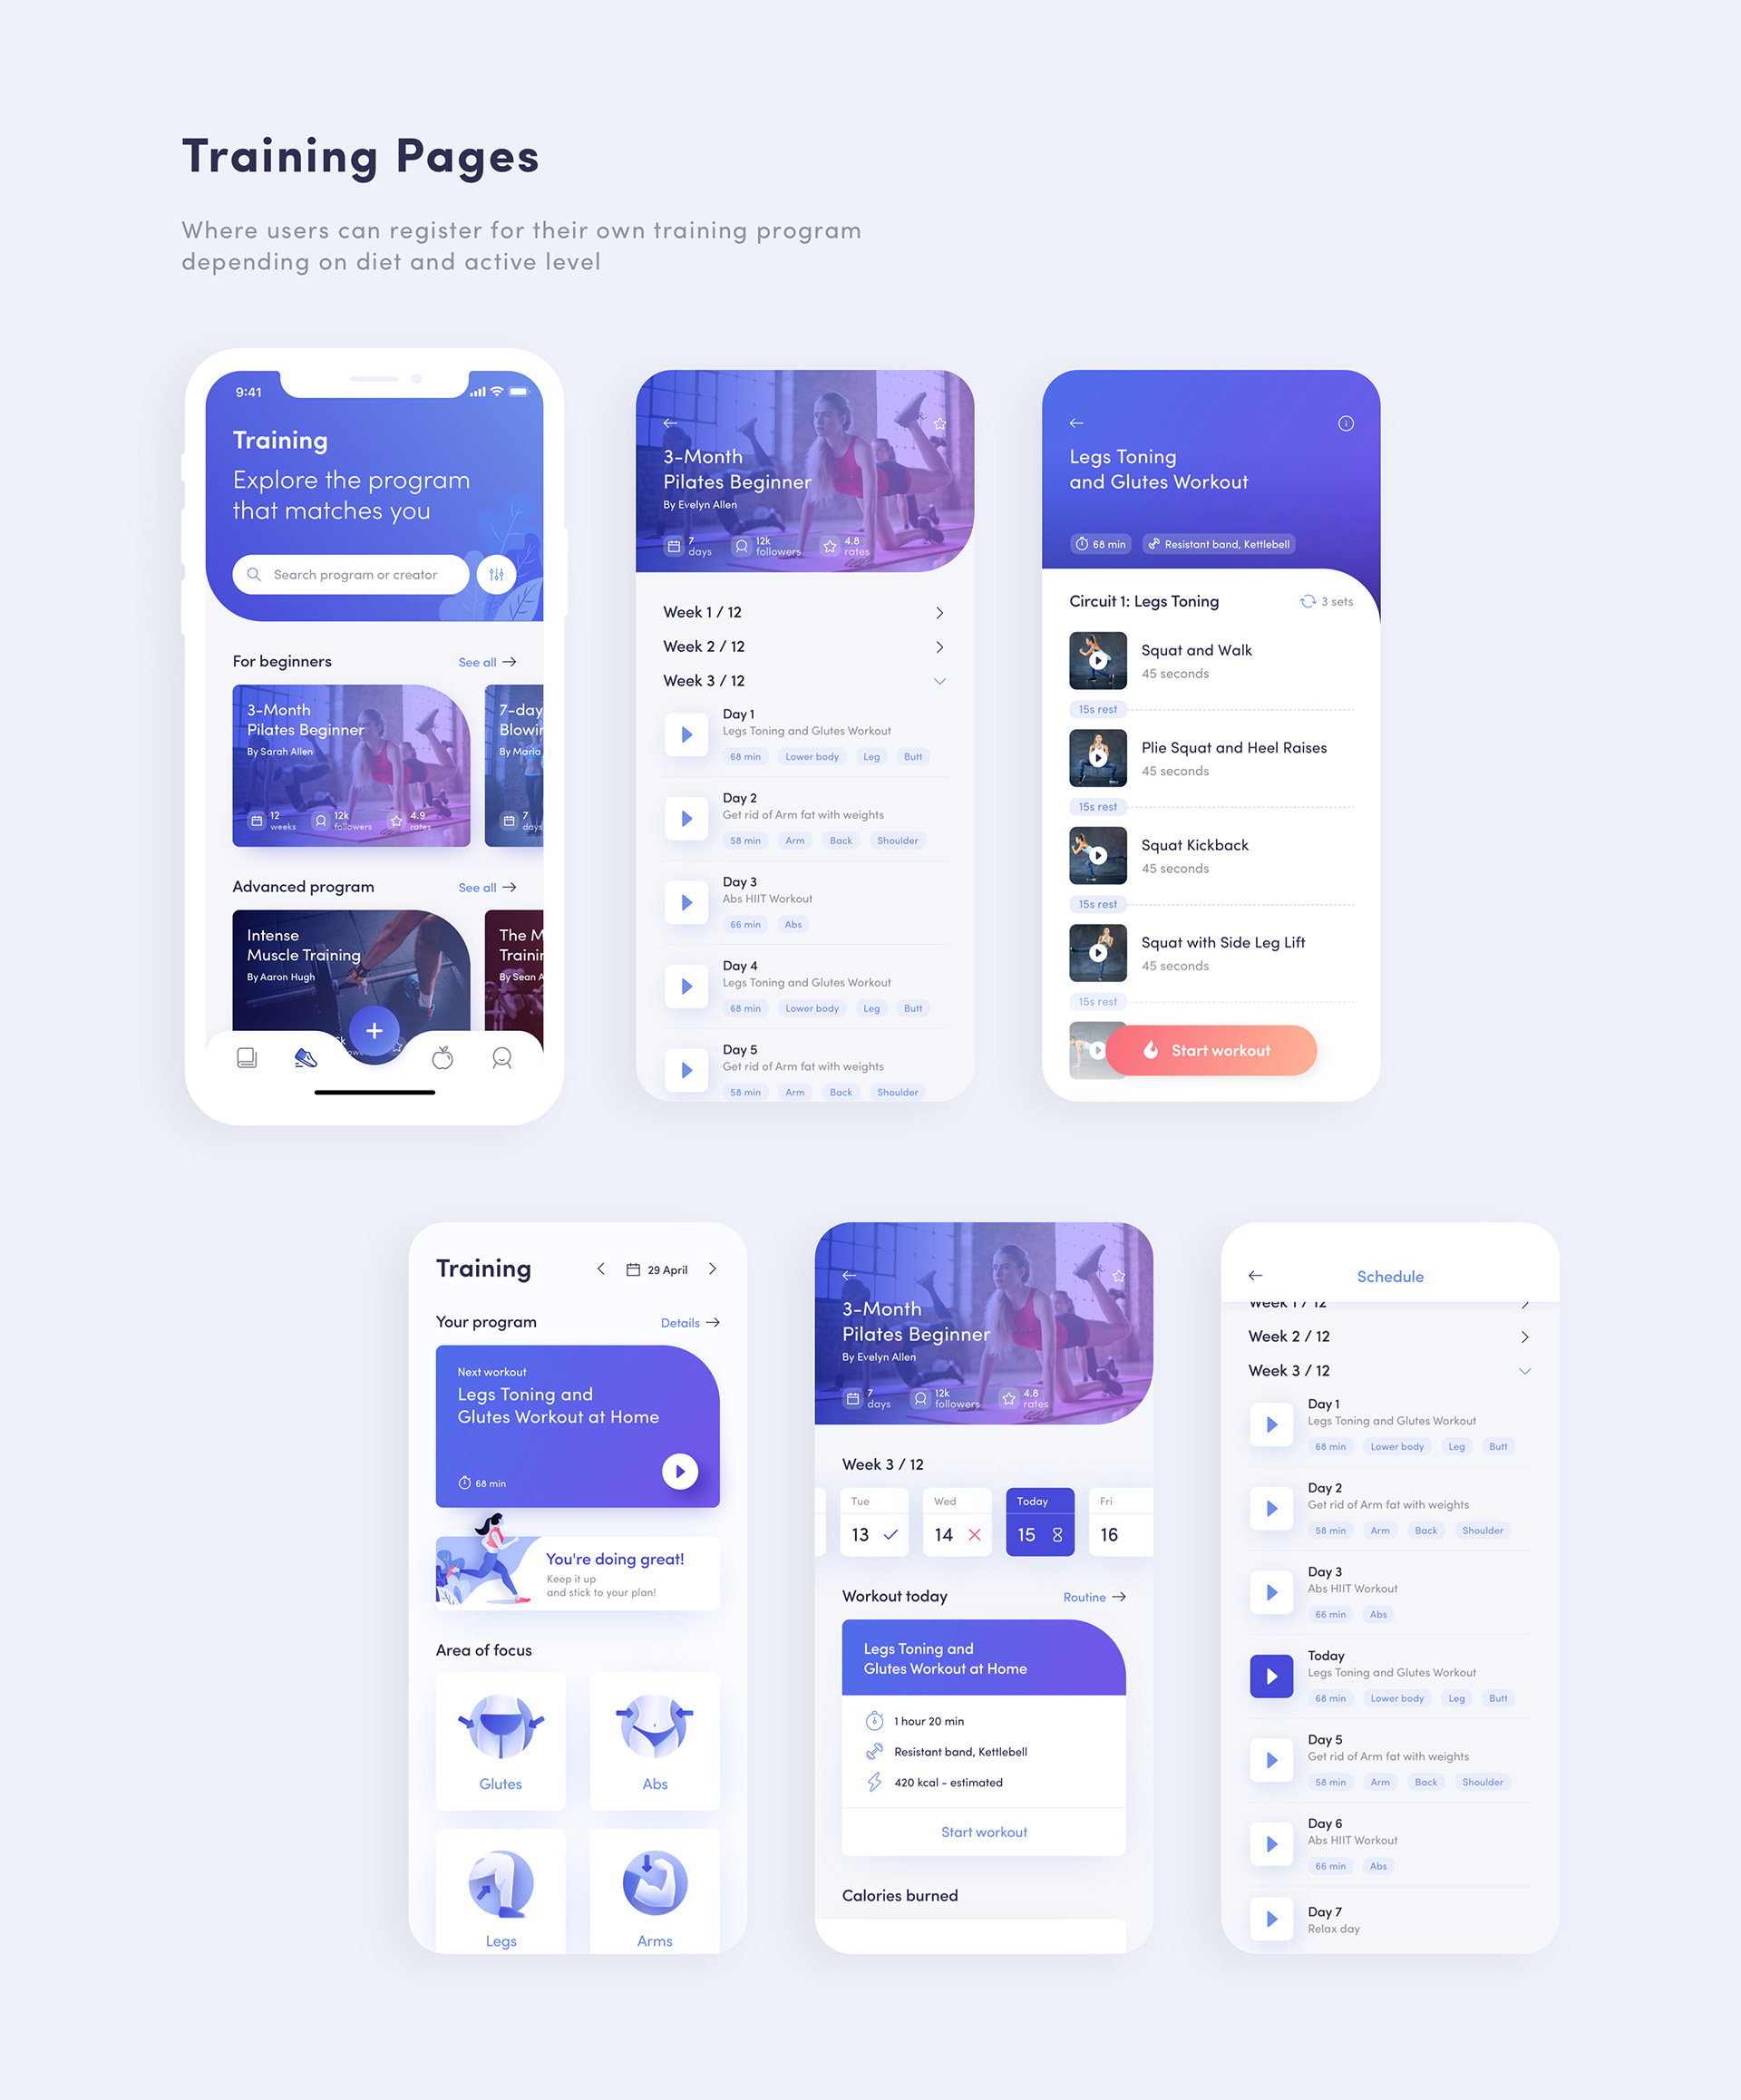 Training Pages
Where users can register for their own training program
depending on diet and active level
9:41
Training
Explore the program
that matches you
Search program or creator
For beginners
See all
3-Month
Pilates Beginner
By Sarah Allen
12
weeks
12k
followers
4.9
rates
7-day
Blowin
By Maria
7
days
Advanced program
See all
Intense
Muscle Training
By Aaron Hugh
The M
Trainin
By Sean A
3-Month
Pilates Beginner
By Evelyn Allen
7
days
12k
followers
4.8
rates
Week 1 / 12
Week 2 / 12
Week 3 / 12
Day 1
Legs Toning and Glutes Workout
68 min Lower body Leg Butt
Day 2
Get rid of Arm fat with weights
58 min Arm Back Shoulder
Day 3
Abs HIIT Workout
66 min Abs
Day 4
Legs Toning and Glutes Workout
68 min Lower body Leg Butt
Day 5
Get rid of Arm fat with weights
58 min Arm Back Shoulder
Legs Toning
and Glutes Workout
68 min Resistant band, Kettlebell
Circuit 1: Legs Toning 3 sets
Squat and Walk
45 seconds
15s rest
Plie Squat and Heel Raises
45 seconds
15s rest
Squat Kickback
45 seconds
15s rest
Squat with Side Leg Lift
45 seconds
15s rest
Start workout
Training
29 April
Your program
Details
Next workout
Legs Toning and
Glutes Workout at Home
68 min
You're doing great!
Keep it up
and stick to your plan!
Area of focus
Glutes
Abs
Legs
Arms
3-Month
Pilates Beginner
By Evelyn Allen
7
days
12k
followers
4.8
rates
Week 3 / 12
Tue Wed Today Fri
13 14 15 16
Workout today
Routine
Legs Toning and
Glutes Workout at Home
1 hour 20 min
Resistant band, Kettlebell
420 kcal - estimated
Start workout
Calories burned
Schedule
Week 1 / 12
Week 2 / 12
Week 3 / 12
Day 1
Legs Toning and Glutes Workout
68 min Lower body Leg Butt
Day 2
Get rid of Arm fat with weights
58 min Arm Back Shoulder
Day 3
Abs HIIT Workout
66 min Abs
Today
Legs Toning and Glutes Workout
68 min Lower body Leg Butt
Day 5
Get rid of Arm fat with weights
58 min Arm Back Shoulder
Day 6
Abs HIIT Workout
66 min Abs
Day 7
Relax day